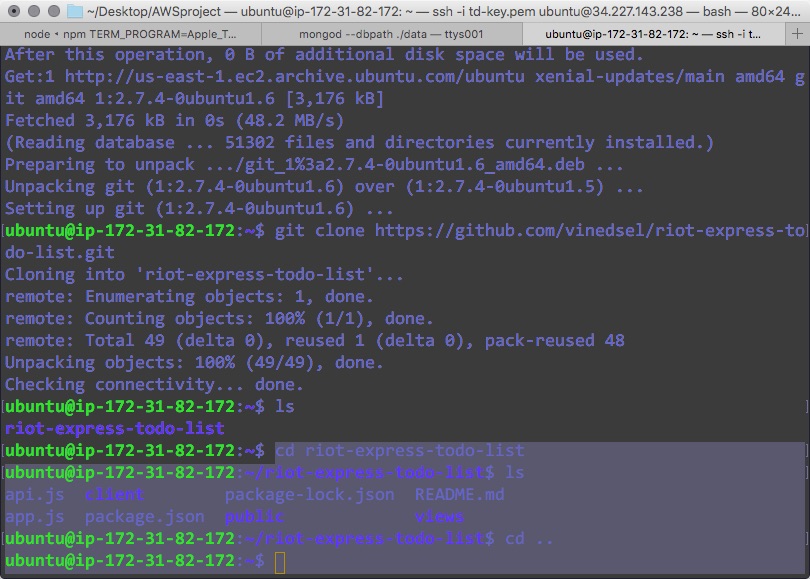 ~/Desktop/AWSproject — ubuntu@ip-172-31-82-172: ~ — ssh -i td-key.pem ubuntu@34.227.143.238 — bash — 80×24...
node • npm TERM_PROGRAM=Apple_T... mongod --dbpath ./data — ttys001 ubuntu@ip-172-31-82-172: ~ — ssh -i t... +
After this operation, 0 B of additional disk space will be used.
Get:1 http://us-east-1.ec2.archive.ubuntu.com/ubuntu xenial-updates/main amd64 g
it amd64 1:2.7.4-0ubuntu1.6 [3,176 kB]
Fetched 3,176 kB in 0s (48.2 MB/s)
(Reading database ... 51302 files and directories currently installed.)
Preparing to unpack .../git_1%3a2.7.4-0ubuntu1.6_amd64.deb ...
Unpacking git (1:2.7.4-0ubuntu1.6) over (1:2.7.4-0ubuntu1.5) ...
Setting up git (1:2.7.4-0ubuntu1.6) ...
[ubuntu@ip-172-31-82-172:~$ git clone https://github.com/vinedsel/riot-express-to]
do-list.git
Cloning into 'riot-express-todo-list'...
remote: Enumerating objects: 1, done.
remote: Counting objects: 100% (1/1), done.
remote: Total 49 (delta 0), reused 1 (delta 0), pack-reused 48
Unpacking objects: 100% (49/49), done.
Checking connectivity... done.
[ubuntu@ip-172-31-82-172:~$ ls ]
riot-express-todo-list
[ubuntu@ip-172-31-82-172:~$ cd riot-express-todo-list ]
[ubuntu@ip-172-31-82-172:~/riot-express-todo-list$ ls ]
api.js client package-lock.json README.md
app.js package.json public views
[ubuntu@ip-172-31-82-172:~/riot-express-todo-list$ cd .. ]
ubuntu@ip-172-31-82-172:~$